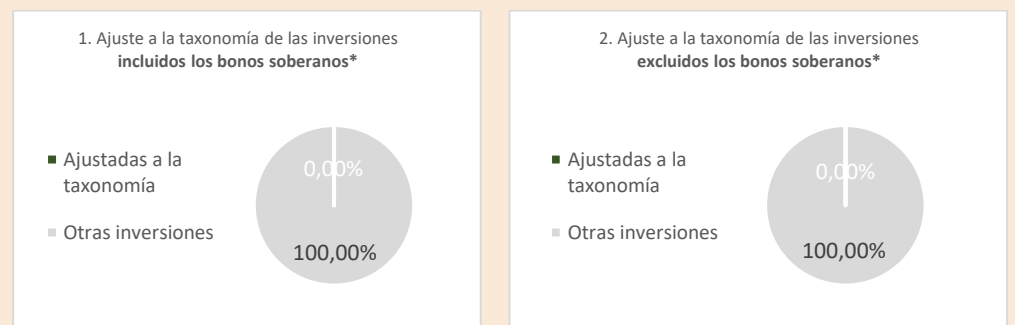 1. Ajuste a la taxonomía de las inversiones
incluidos los bonos soberanos*
Ajustadas a la
taxonomía
Otras inversiones
0,00%
100,00%
2. Ajuste a la taxonomía de las inversiones
excluidos los bonos soberanos*
Ajustadas a la
taxonomía
Otras inversiones
0,00%
100,00%